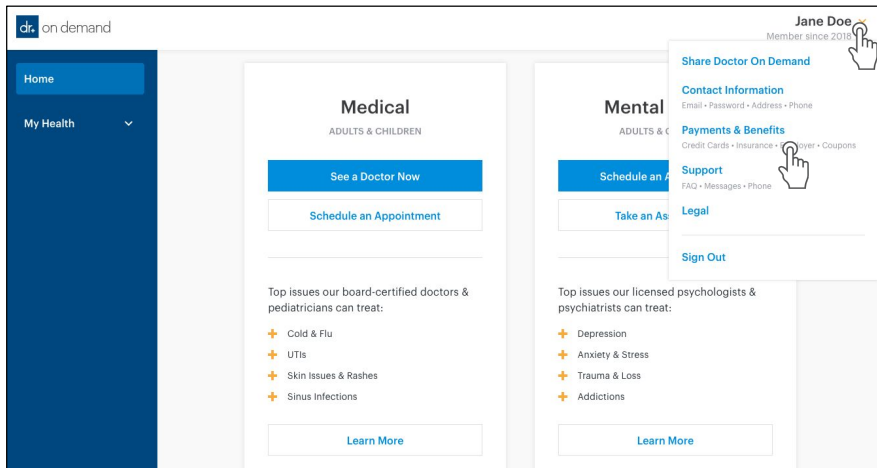 dr+ on demand
Jane Doe
Member since 2018
Home
My Health
Medical
ADULTS & CHILDREN
See a Doctor Now
Schedule an Appointment
Top issues our board-certified doctors &
pediatricians can treat:
Cold & Flu
UTIs
Skin Issues & Rashes
Sinus Infections
Learn More
Mental
ADULTS &
Schedule an
Take an As
Top issues our licensed psychologists &
psychiatrists can treat:
Depression
Anxiety & Stress
Trauma & Loss
Addictions
Learn More
Share Doctor On Demand
Contact Information
Email • Password • Address • Phone
Payments & Benefits
Credit Cards • Insurance • Employer • Coupons
Support
FAQ • Messages • Phone
Legal
Sign Out